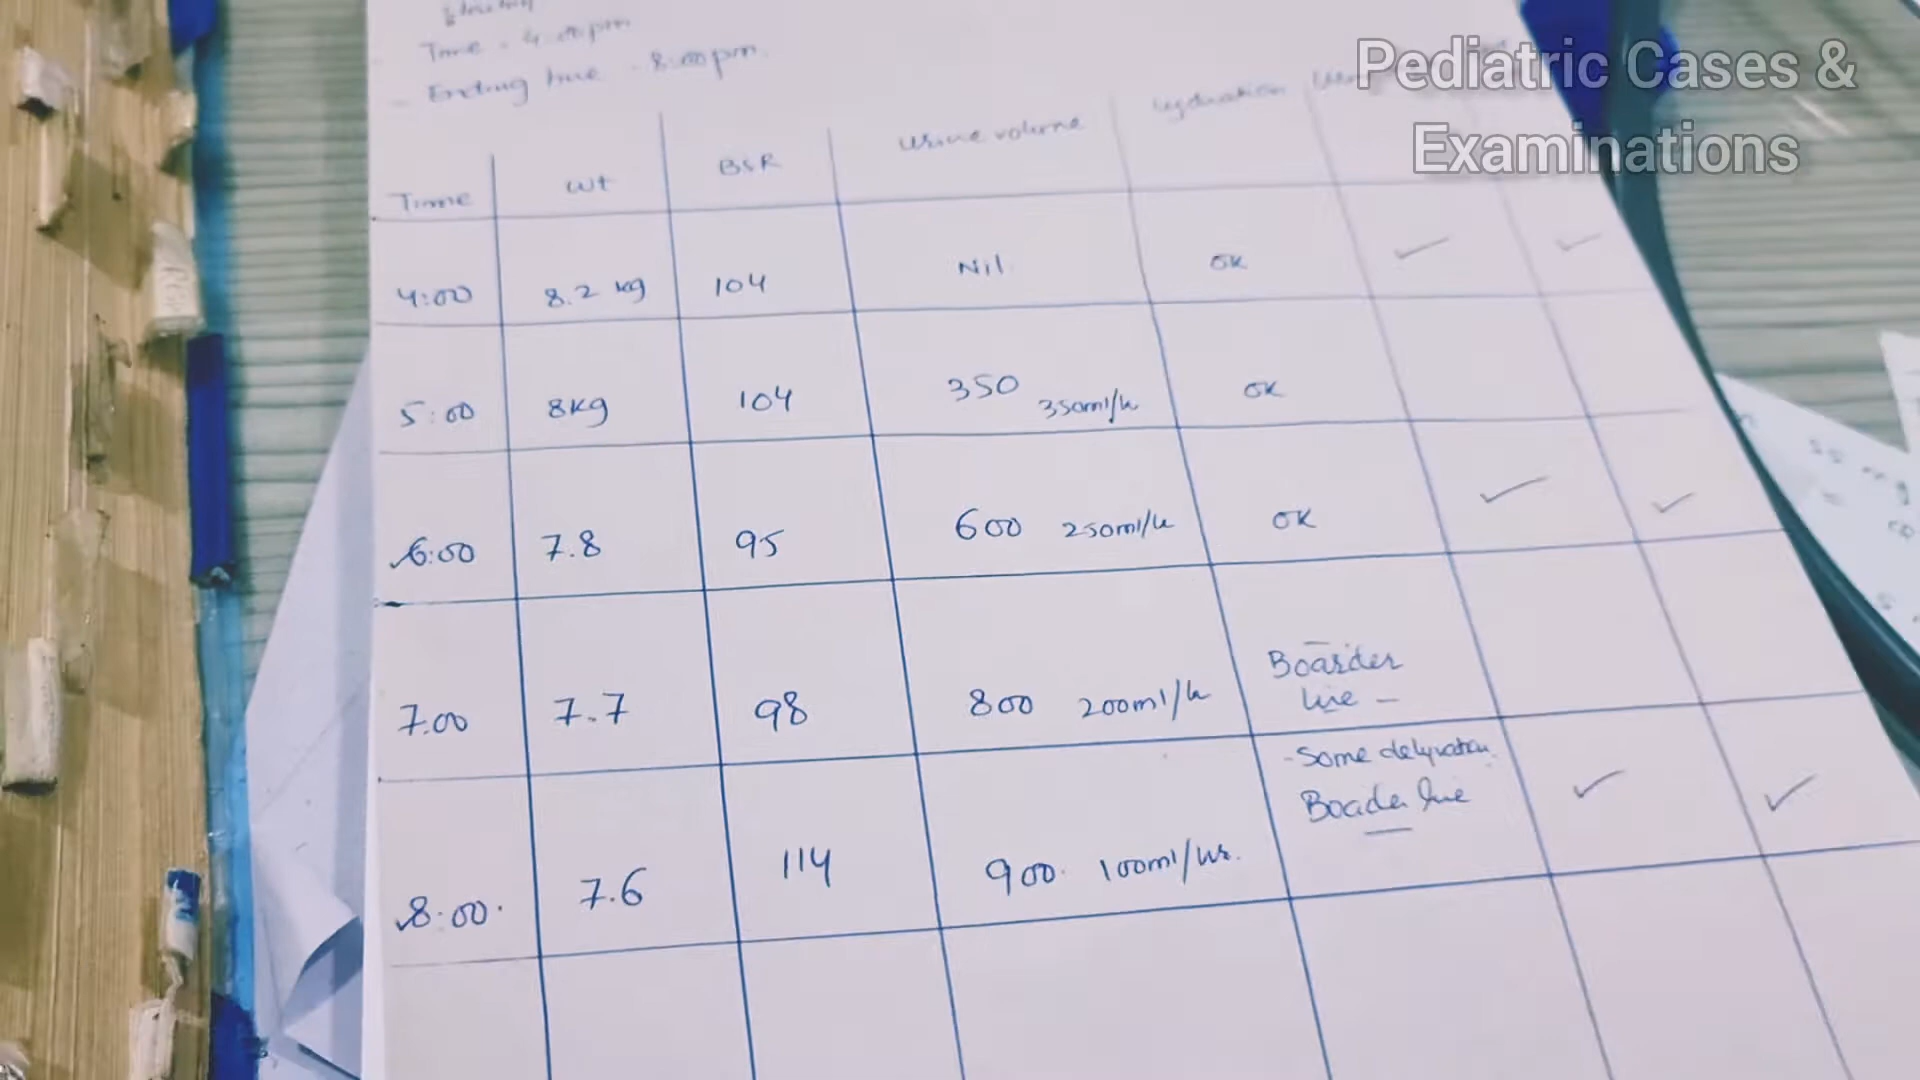 Pediatric Cases &
Examinations
Time - 4:00pm
- Ending time - 8:00pm.
Time Wt BSR Urine volume hydration
4:00 8.2 kg 104 Nil. OK ✓ ✓
5:00 8kg 104 350 350ml/h OK
6:00 7.8 95 600 250ml/h OK ✓ ✓
7.00 7.7 98 800 200ml/h Boarder
line -
- Some dehyration.
8:00. 7.6 114 900. 100ml/hr. Boader line ✓ ✓